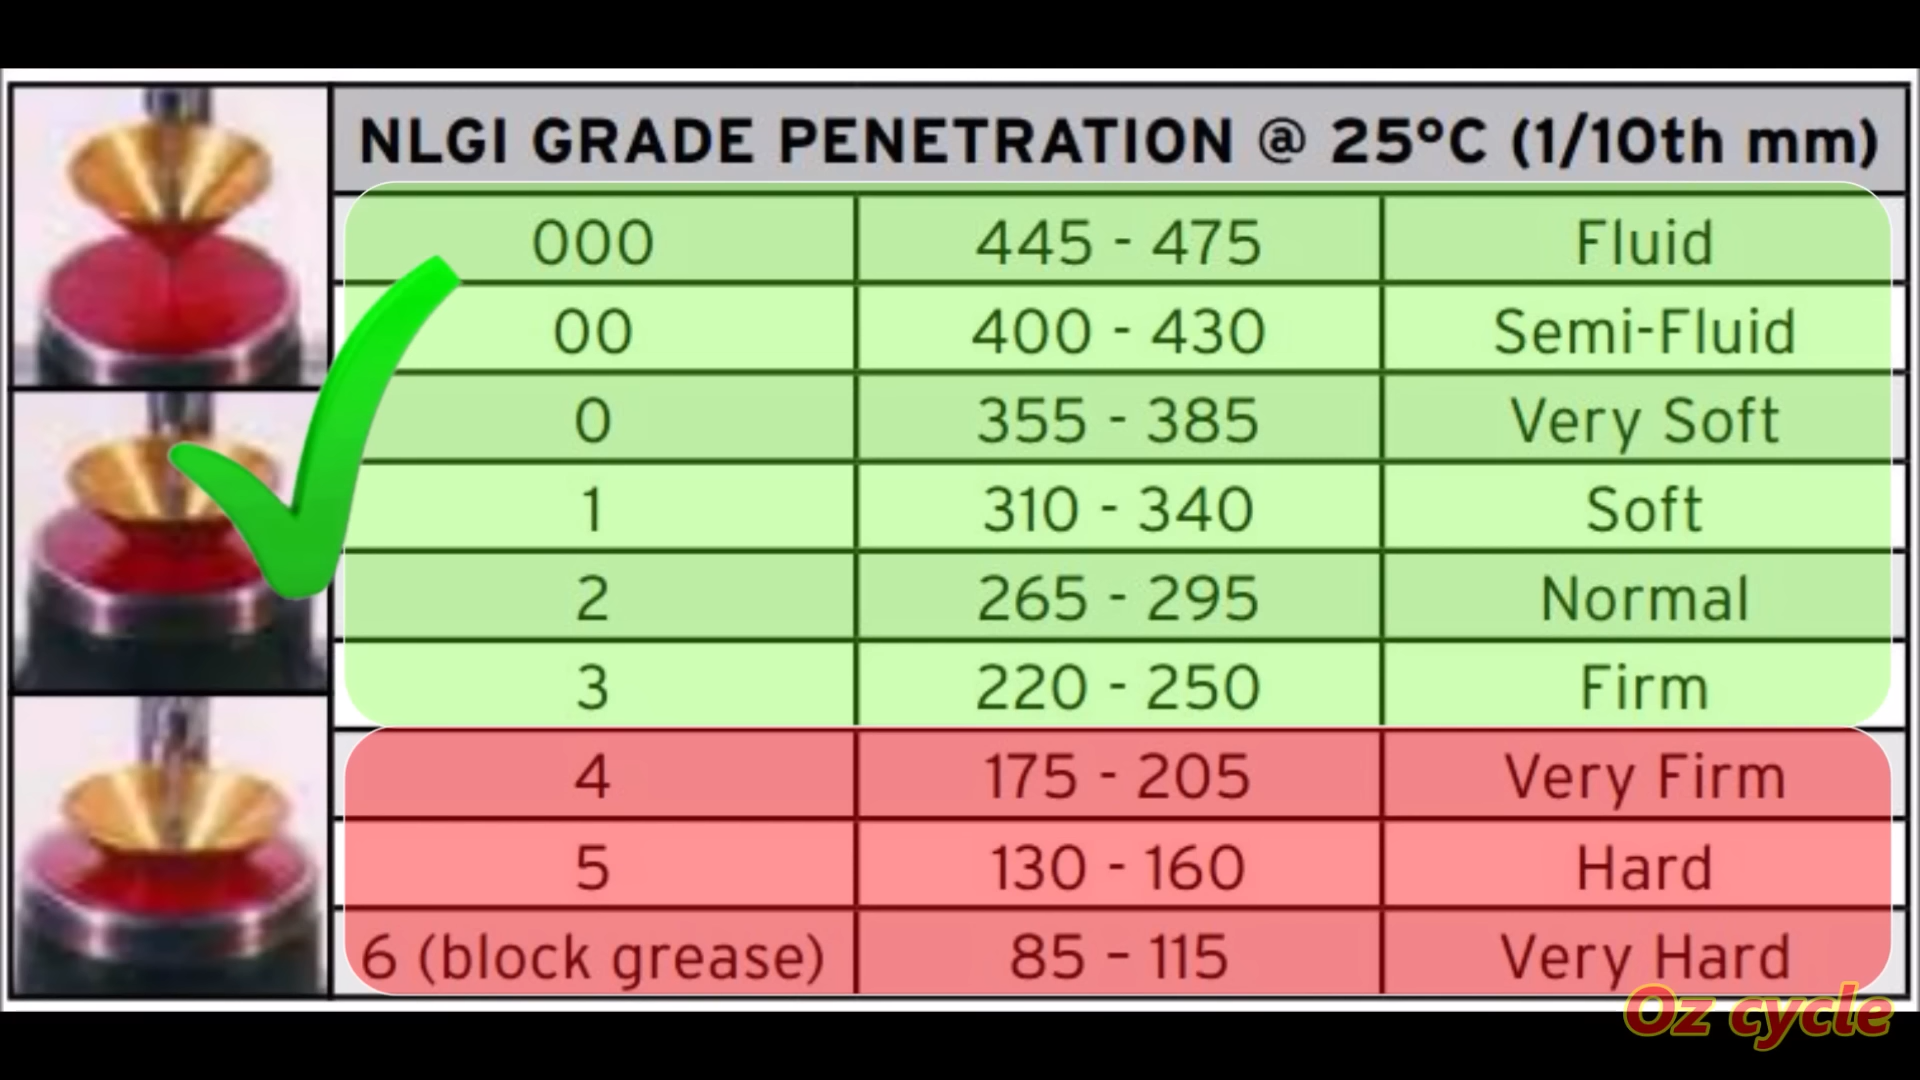 NLGI GRADE PENETRATION @ 25°C (1/10th mm)
000 445 - 475 Fluid
00 400 - 430 Semi-Fluid
0 355 - 385 Very Soft
1 310 - 340 Soft
2 265 - 295 Normal
3 220 - 250 Firm
4 175 - 205 Very Firm
5 130 - 160 Hard
6 (block grease) 85 - 115 Very Hard
Oz cycle